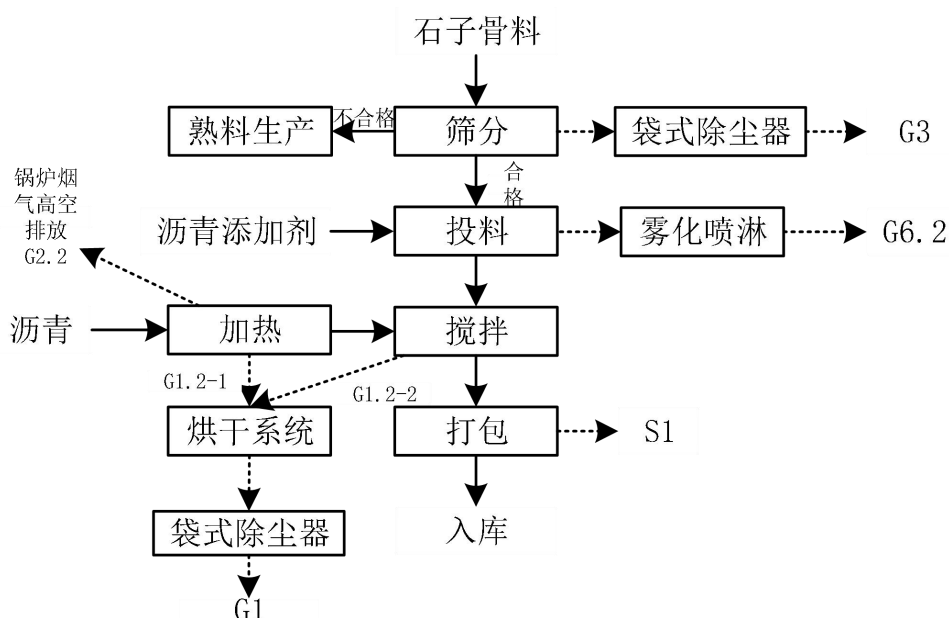 石子骨料
熟料生产
不合格
筛分
袋式除尘器
G3
合
格
锅炉烟
气高空
排放
G2.2
沥青添加剂
投料
雾化喷淋
G6.2
沥青
加热
搅拌
G1.2-1
G1.2-2
烘干系统
打包
S1
袋式除尘器
入库
G1